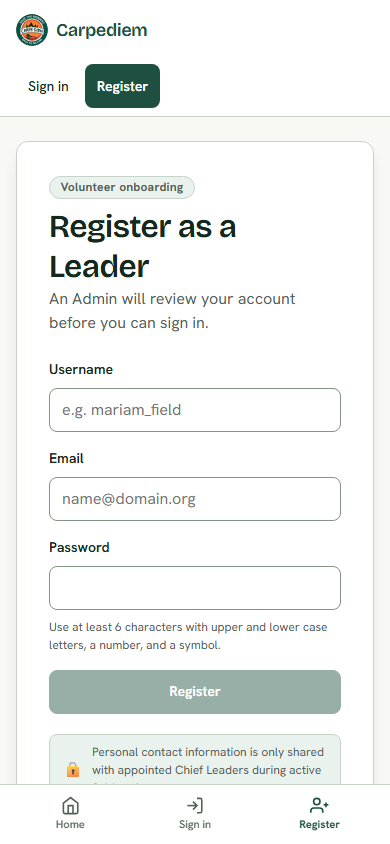 Carpediem
Sign in
Register
Volunteer onboarding
Register as a
Leader
An Admin will review your account
before you can sign in.
Username
e.g. mariam_field
Email
name@domain.org
Password
Use at least 6 characters with upper and lower case
letters, a number, and a symbol.
Register
Personal contact information is only shared
with appointed Chief Leaders during active
Home
Sign in
Register